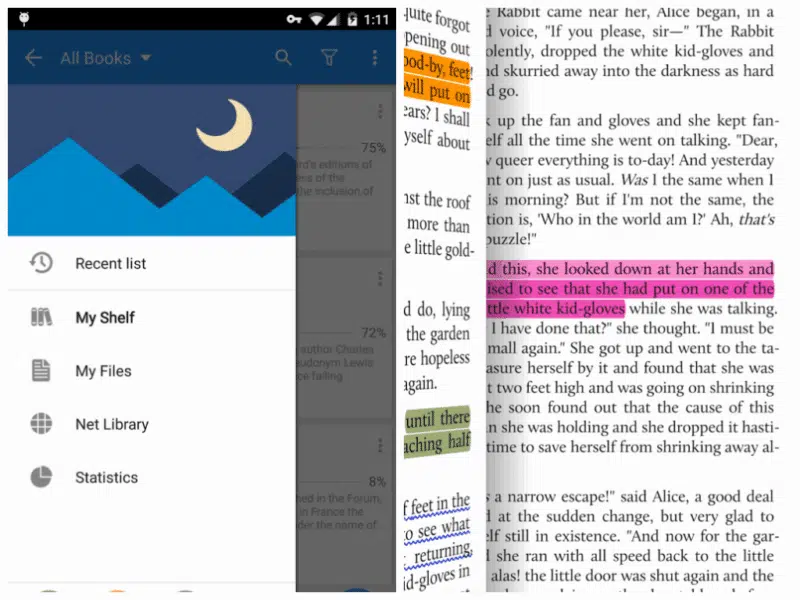 1:11
All Books
75%
rd's editions of
ns of the
the inclusion of
Recent list
My Shelf
72%
author Charles
eudonym Lewis
ice falling
My Files
Net Library
Statistics
8%
hed in the Forum,
in France the
der the name of
quite forgot
pening out
ood-by, feet!
will put on
ears? I shall
yself about
nst the roof
more than
e little gold-
d do, lying
the garden
re hopeless
again.
until there
aching half
f feet in the
to see what
returning,
id-gloves in
e Rabbit came near her, Alice began, in a
d voice, "If you please, sir—" The Rabbit
olently, dropped the white kid-gloves and
nd skurried away into the darkness as hard
d go.
k up the fan and gloves and she kept fan-
elf all the time she went on talking. "Dear,
w queer everything is to-day! And yesterday
nt on just as usual. Was I the same when I
is morning? But if I'm not the same, the
tion is, 'Who in the world am I?' Ah, that's
puzzle!"
d this, she looked down at her hands and
ised to see that she had put on one of the
ttle white kid-gloves while she was talking.
I have done that?" she thought. "I must be
mall again." She got up and went to the ta-
asure herself by it and found that she was
t two feet high and was going on shrinking
he soon found out that the cause of this
n she was holding and she dropped it hasti-
time to save herself from shrinking away al-
s a narrow escape!" said Alice, a good deal
d at the sudden change, but very glad to
elf still in existence. "And now for the gar-
d she ran with all speed back to the little
alas! the little door was shut again and the